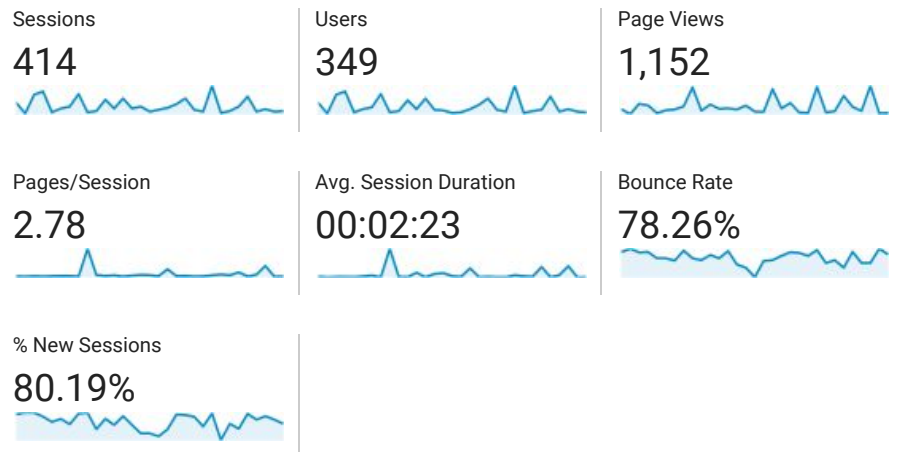 Sessions
414
Users
349
Page Views
1,152
Pages/Session
2.78
Avg. Session Duration
00:02:23
Bounce Rate
78.26%
% New Sessions
80.19%